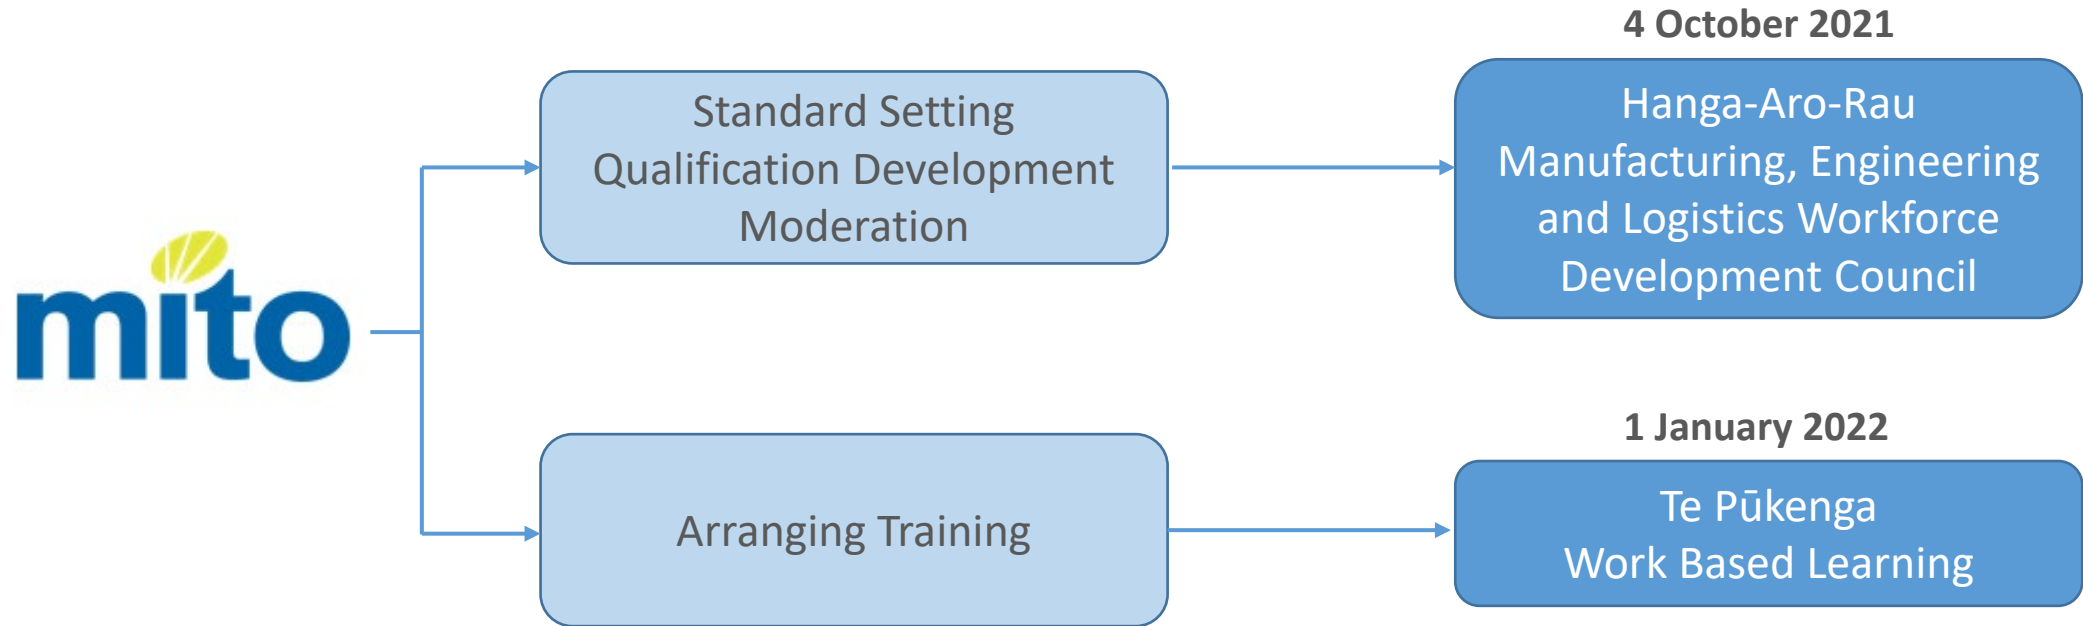 mito
Standard Setting
Qualification Development
Moderation
4 October 2021
Hanga-Aro-Rau
Manufacturing, Engineering
and Logistics Workforce
Development Council
Arranging Training
1 January 2022
Te Pūkenga
Work Based Learning